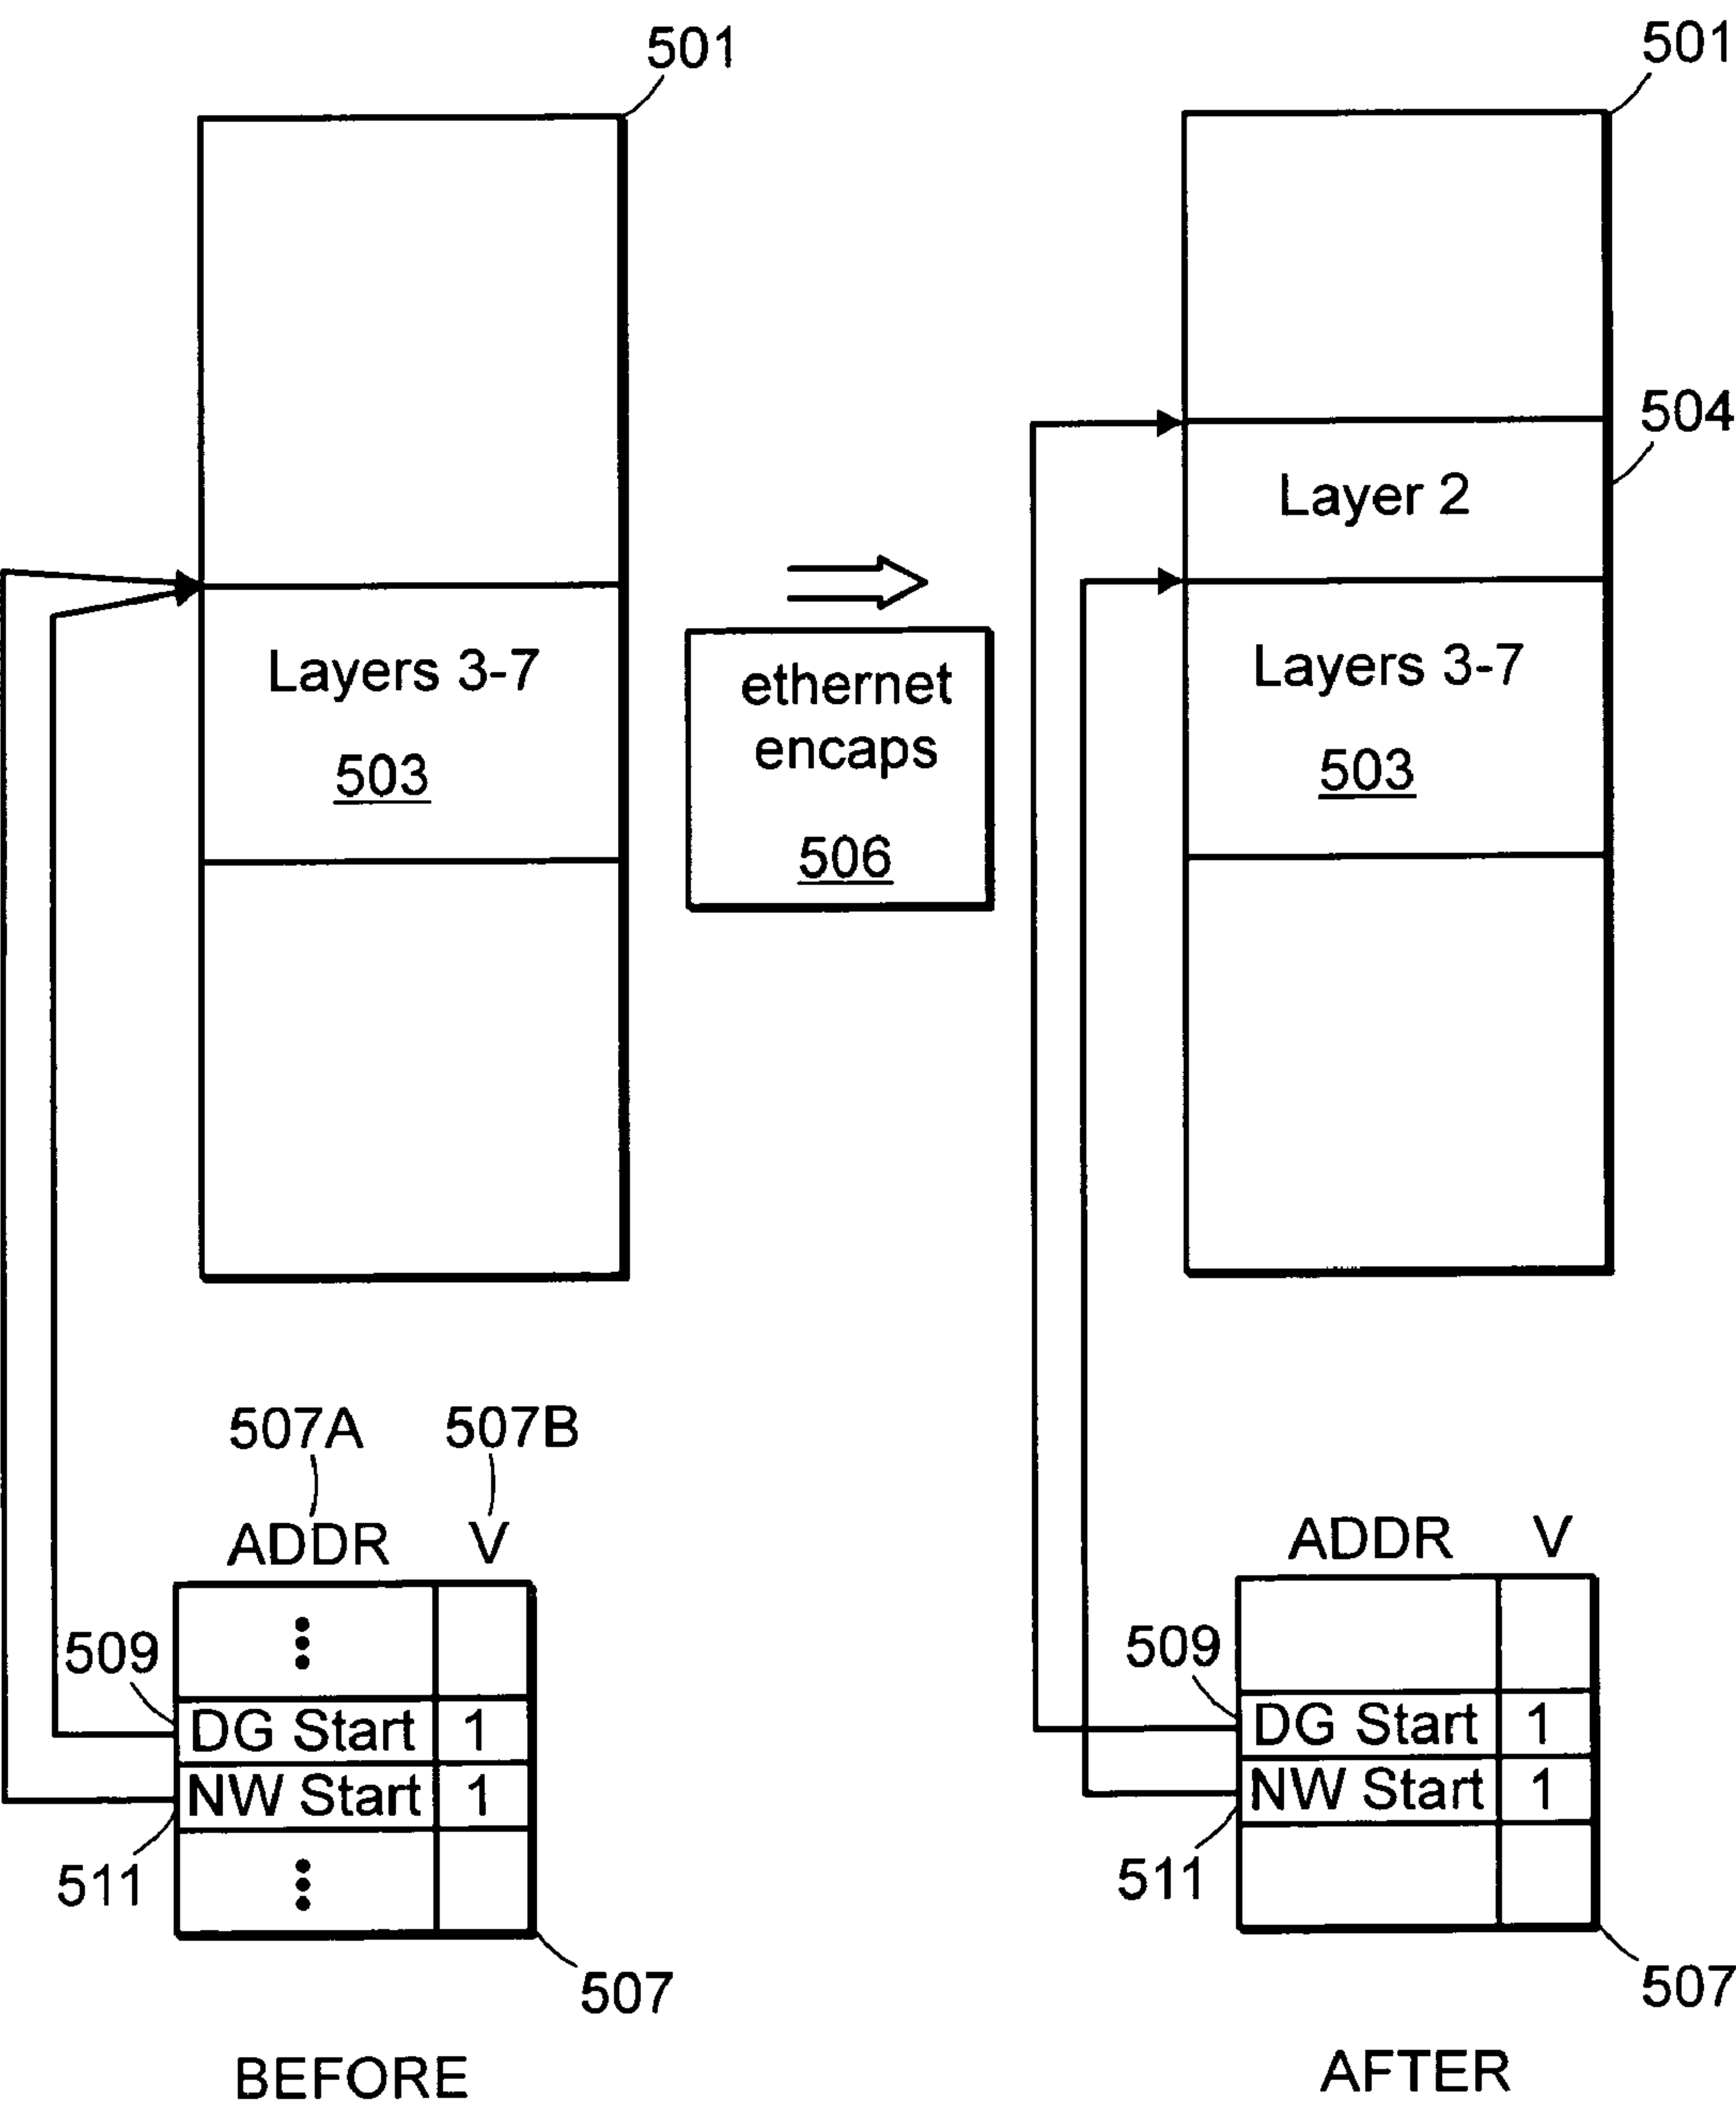 501
501
504
Layer 2
Layers 3-7
503
ethernet
encaps
506
Layers 3-7
503
507A
507B
ADDR V
509
DG Start 1
NW Start 1
511
507
BEFORE
ADDR V
509
DG Start 1
NW Start 1
511
507
AFTER